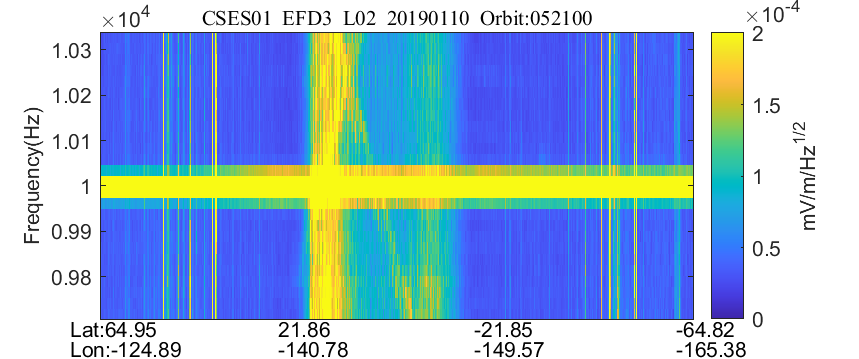 ×10^4
CSES01 EFD3 L02 20190110 Orbit:052100
×10^-4
1.03
1.02
1.01
1
0.99
0.98
Frequency(Hz)
2
1.5
1
0.5
0
mV/m/Hz^1/2
Lat:64.95 21.86 -21.85 -64.82
Lon:-124.89 -140.78 -149.57 -165.38